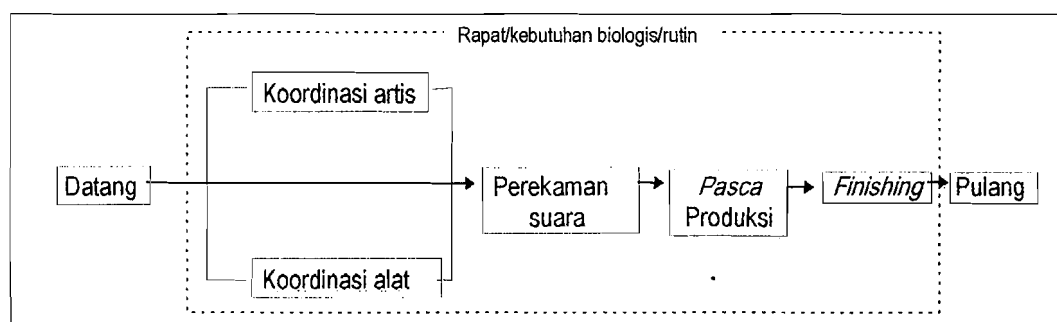 Rapat/kebutuhan biologis/rutin
Koordinasi artis
Datang
Perekaman
suara
Pasca
Produksi
Finishing
Pulang
Koordinasi alat